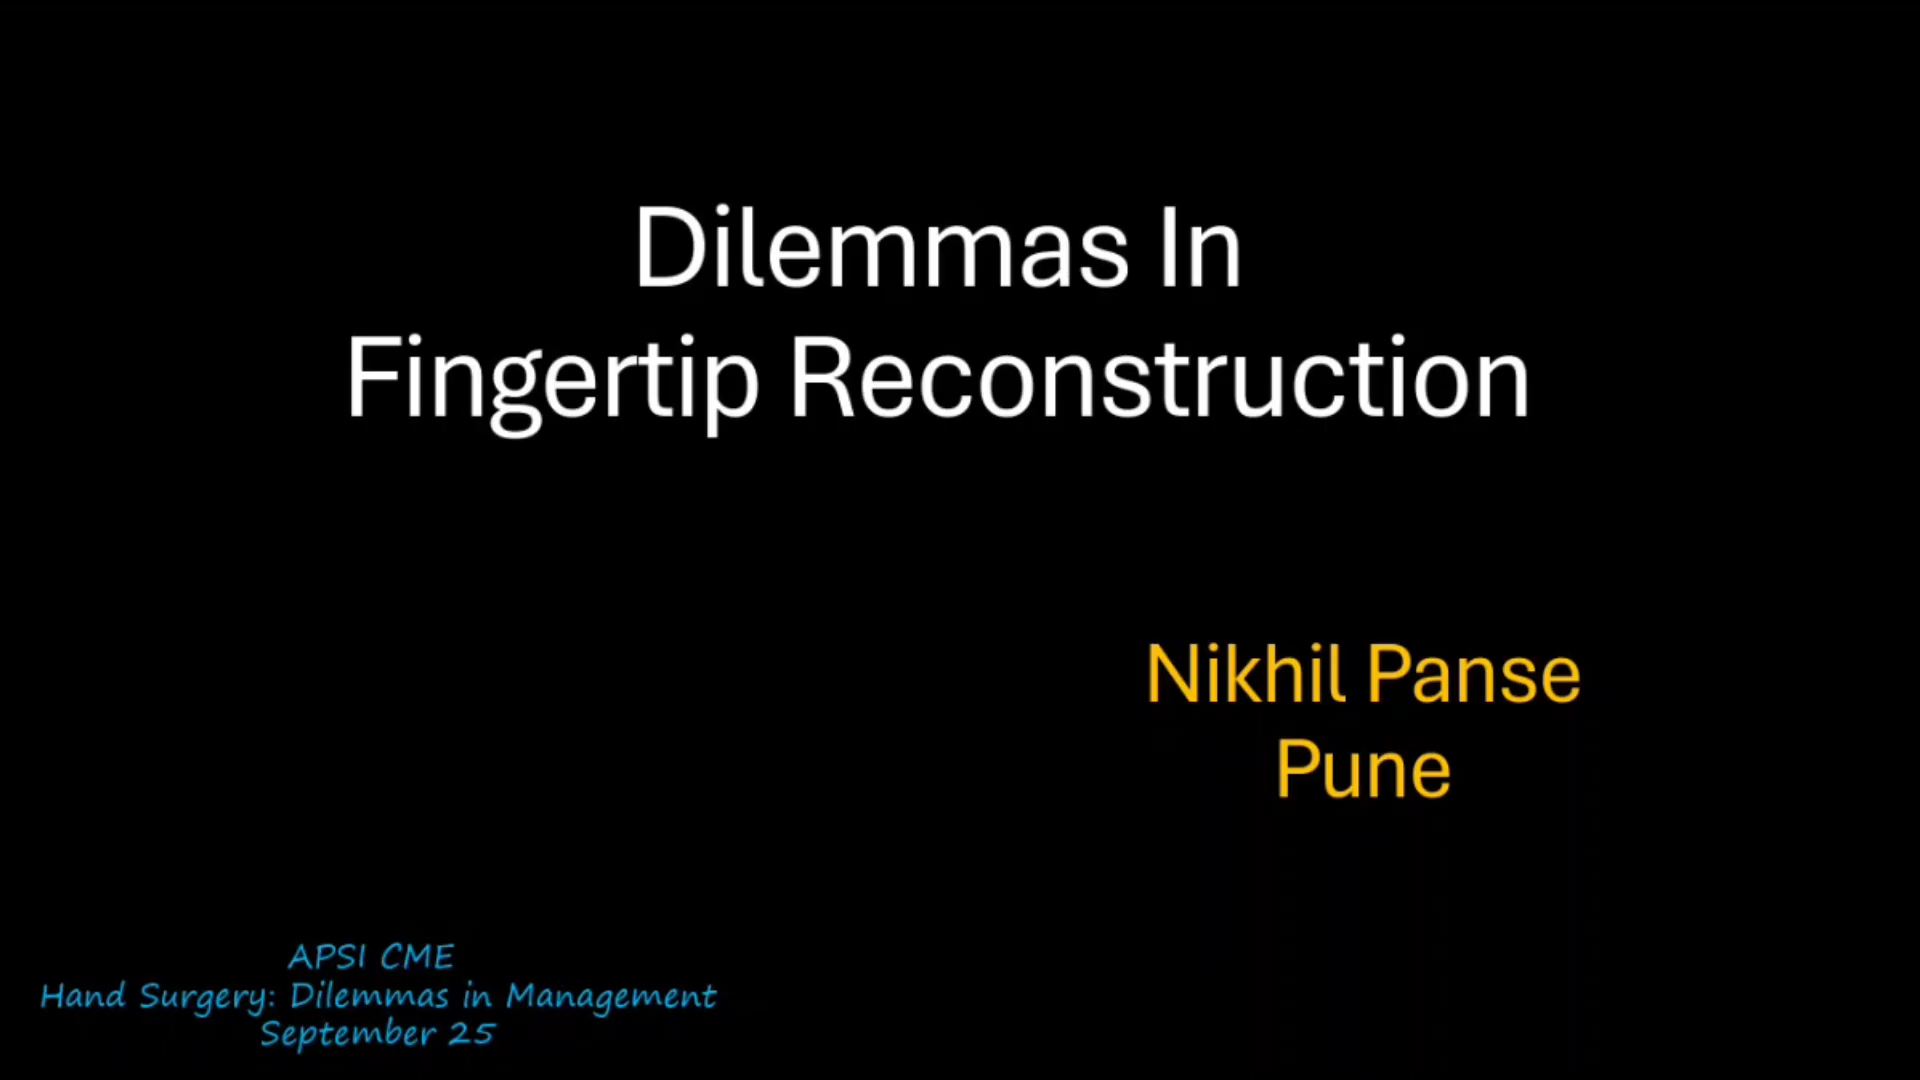 Dilemmas In
Fingertip Reconstruction
Nikhil Panse
Pune
APSI CME
Hand Surgery: Dilemmas in Management
September 25